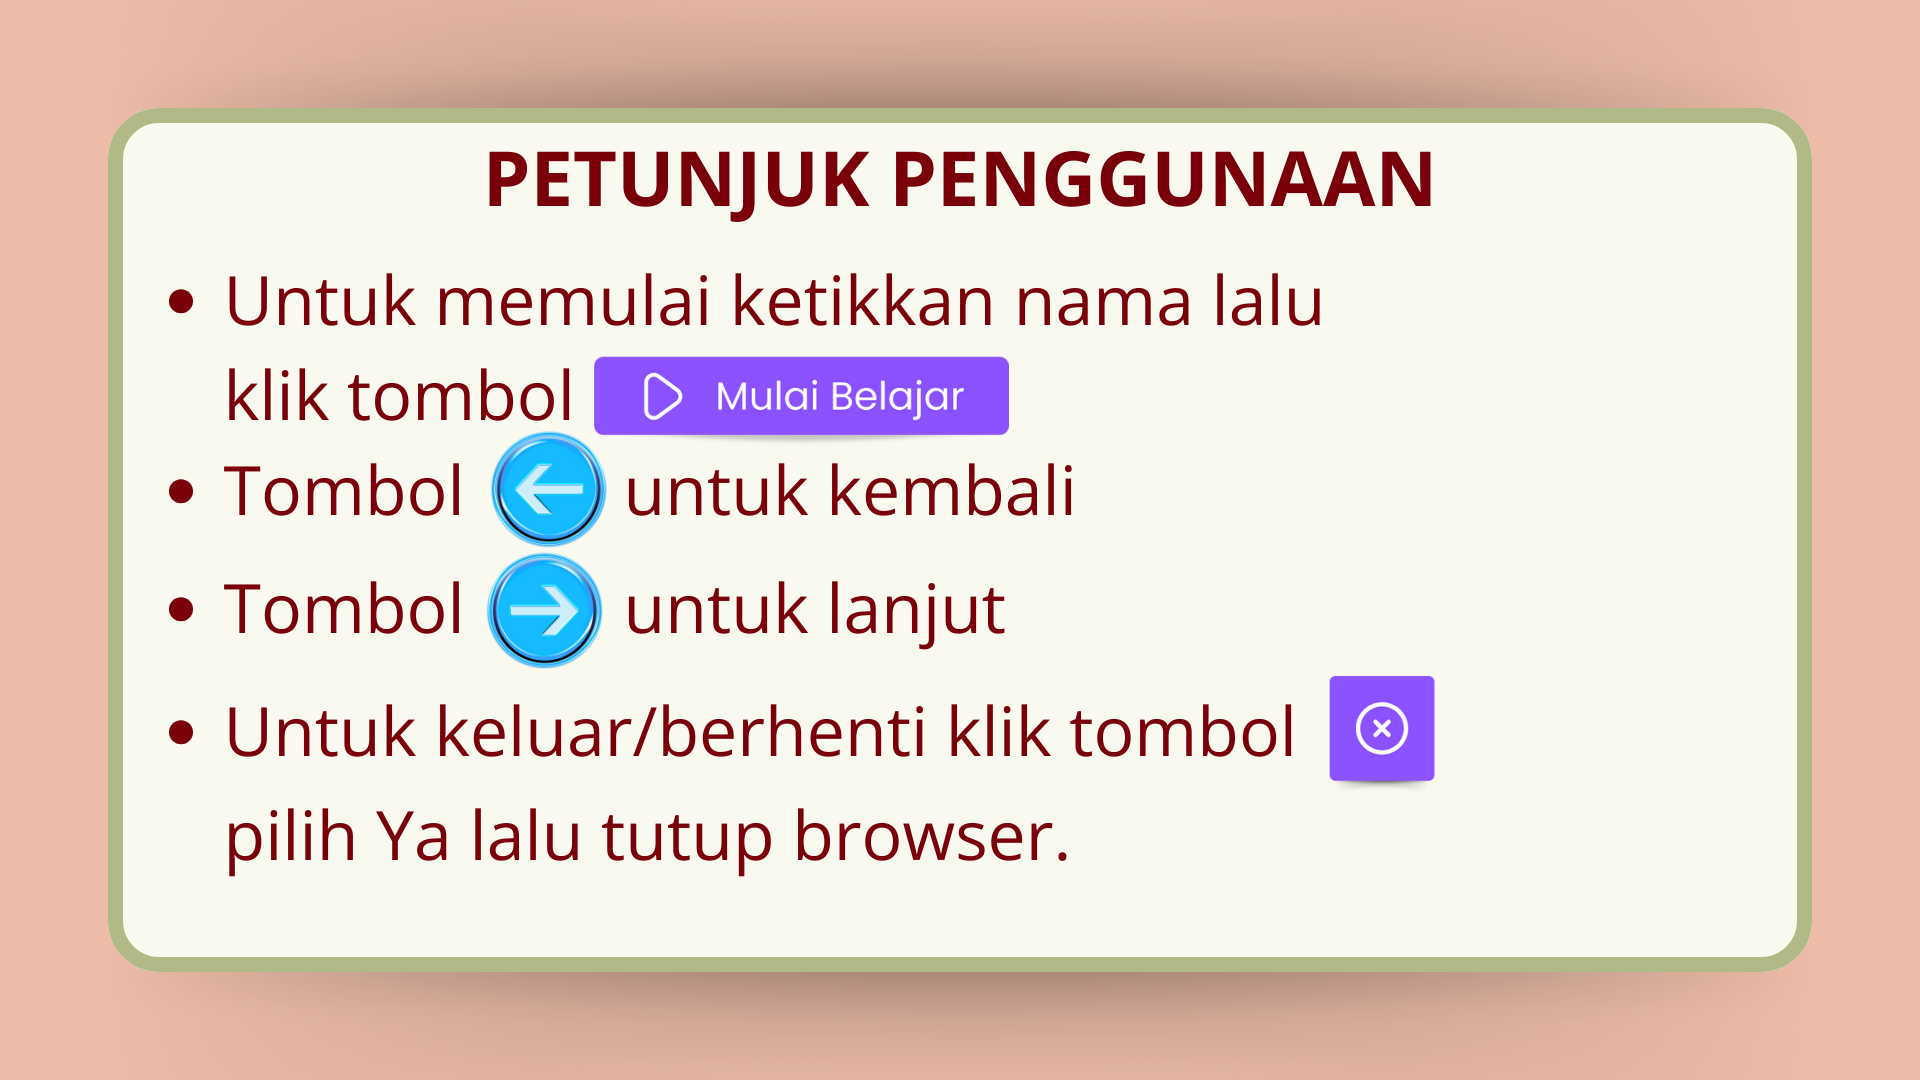 PETUNJUK PENGGUNAAN
• Untuk memulai ketikkan nama lalu
klik tombol Mulai Belajar
• Tombol untuk kembali
• Tombol untuk lanjut
• Untuk keluar/berhenti klik tombol
pilih Ya lalu tutup browser.